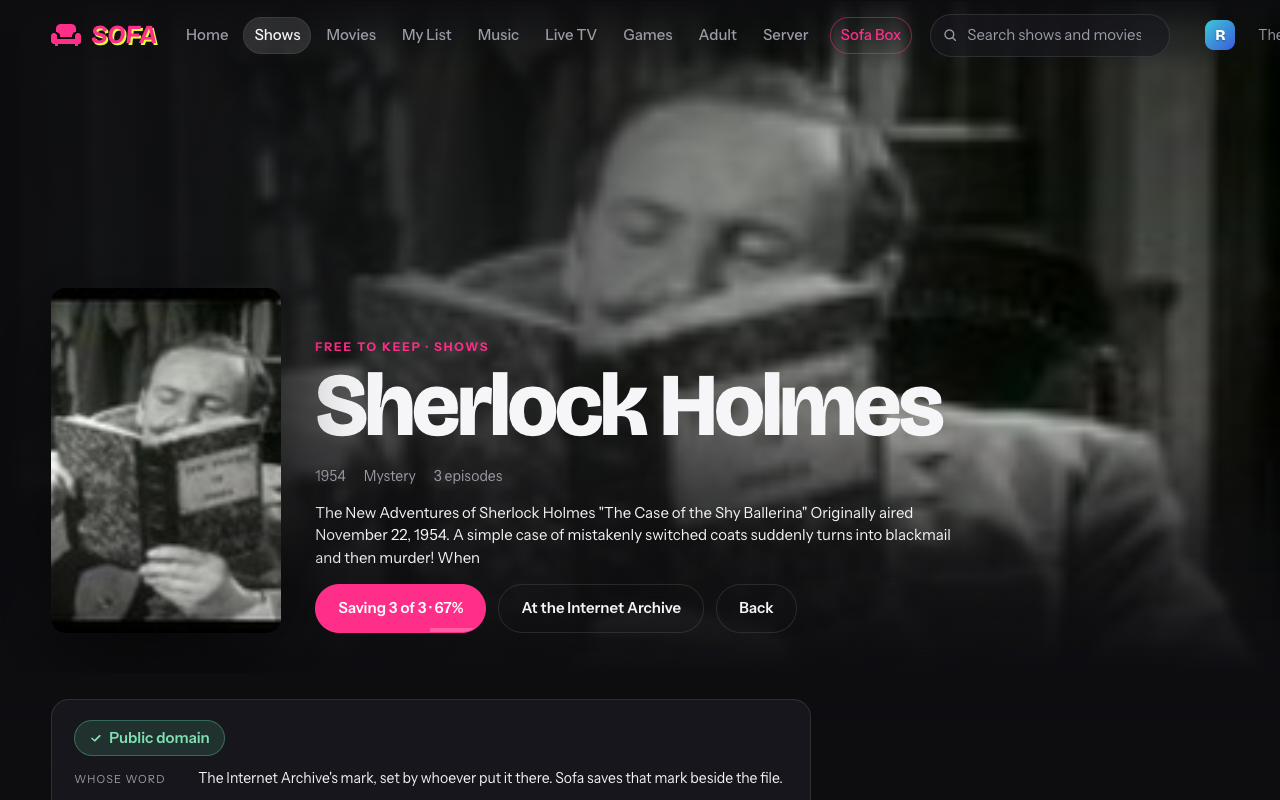 SOFA
Home
Shows
Movies
My List
Music
Live TV
Games
Adult
Server
Sofa Box
Search shows and movies
R
The
FREE TO KEEP · SHOWS
Sherlock Holmes
1954 Mystery 3 episodes
The New Adventures of Sherlock Holmes "The Case of the Shy Ballerina" Originally aired
November 22, 1954. A simple case of mistakenly switched coats suddenly turns into blackmail
and then murder! When
Saving 3 of 3 · 67%
At the Internet Archive
Back
Public domain
WHOSE WORD
The Internet Archive's mark, set by whoever put it there. Sofa saves that mark beside the file.